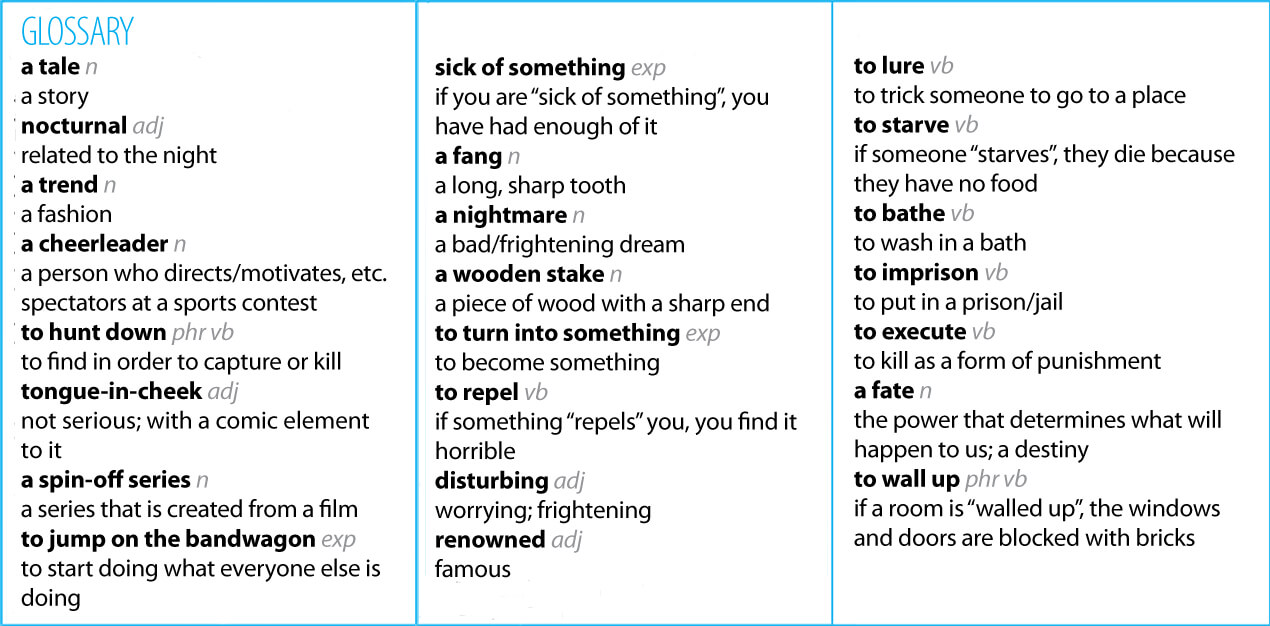 GLOSSARY
a tale n
a story
nocturnal adj
related to the night
a trend n
a fashion
a cheerleader n
a person who directs/motivates, etc.
spectators at a sports contest
to hunt down phr vb
to find in order to capture or kill
tongue-in-cheek adj
not serious; with a comic element
to it
a spin-off series n
a series that is created from a film
to jump on the bandwagon exp
to start doing what everyone else is
doing
sick of something exp
if you are “sick of something”, you
have had enough of it
a fang n
a long, sharp tooth
a nightmare n
a bad/frightening dream
a wooden stake n
a piece of wood with a sharp end
to turn into something exp
to become something
to repel vb
if something “repels” you, you find it
horrible
disturbing adj
worrying; frightening
renowned adj
famous
to lure vb
to trick someone to go to a place
to starve vb
if someone “starves”, they die because
they have no food
to bathe vb
to wash in a bath
to imprison vb
to put in a prison/jail
to execute vb
to kill as a form of punishment
a fate n
the power that determines what will
happen to us; a destiny
to wall up phr vb
if a room is “walled up”, the windows
and doors are blocked with bricks